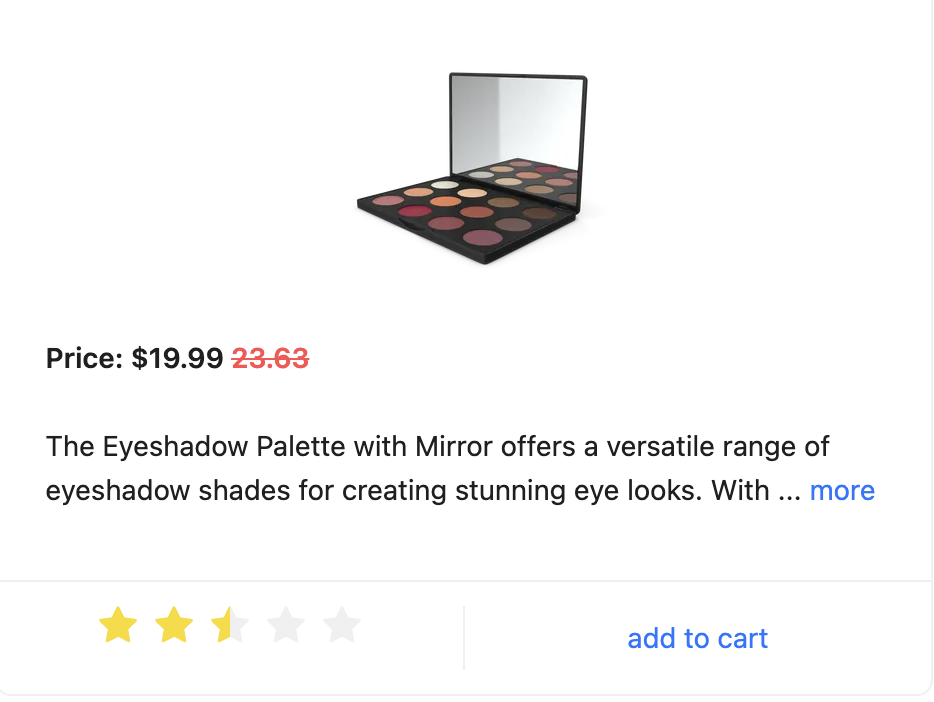 Price: $19.99 23.63
The Eyeshadow Palette with Mirror offers a versatile range of
eyeshadow shades for creating stunning eye looks. With ... more
add to cart